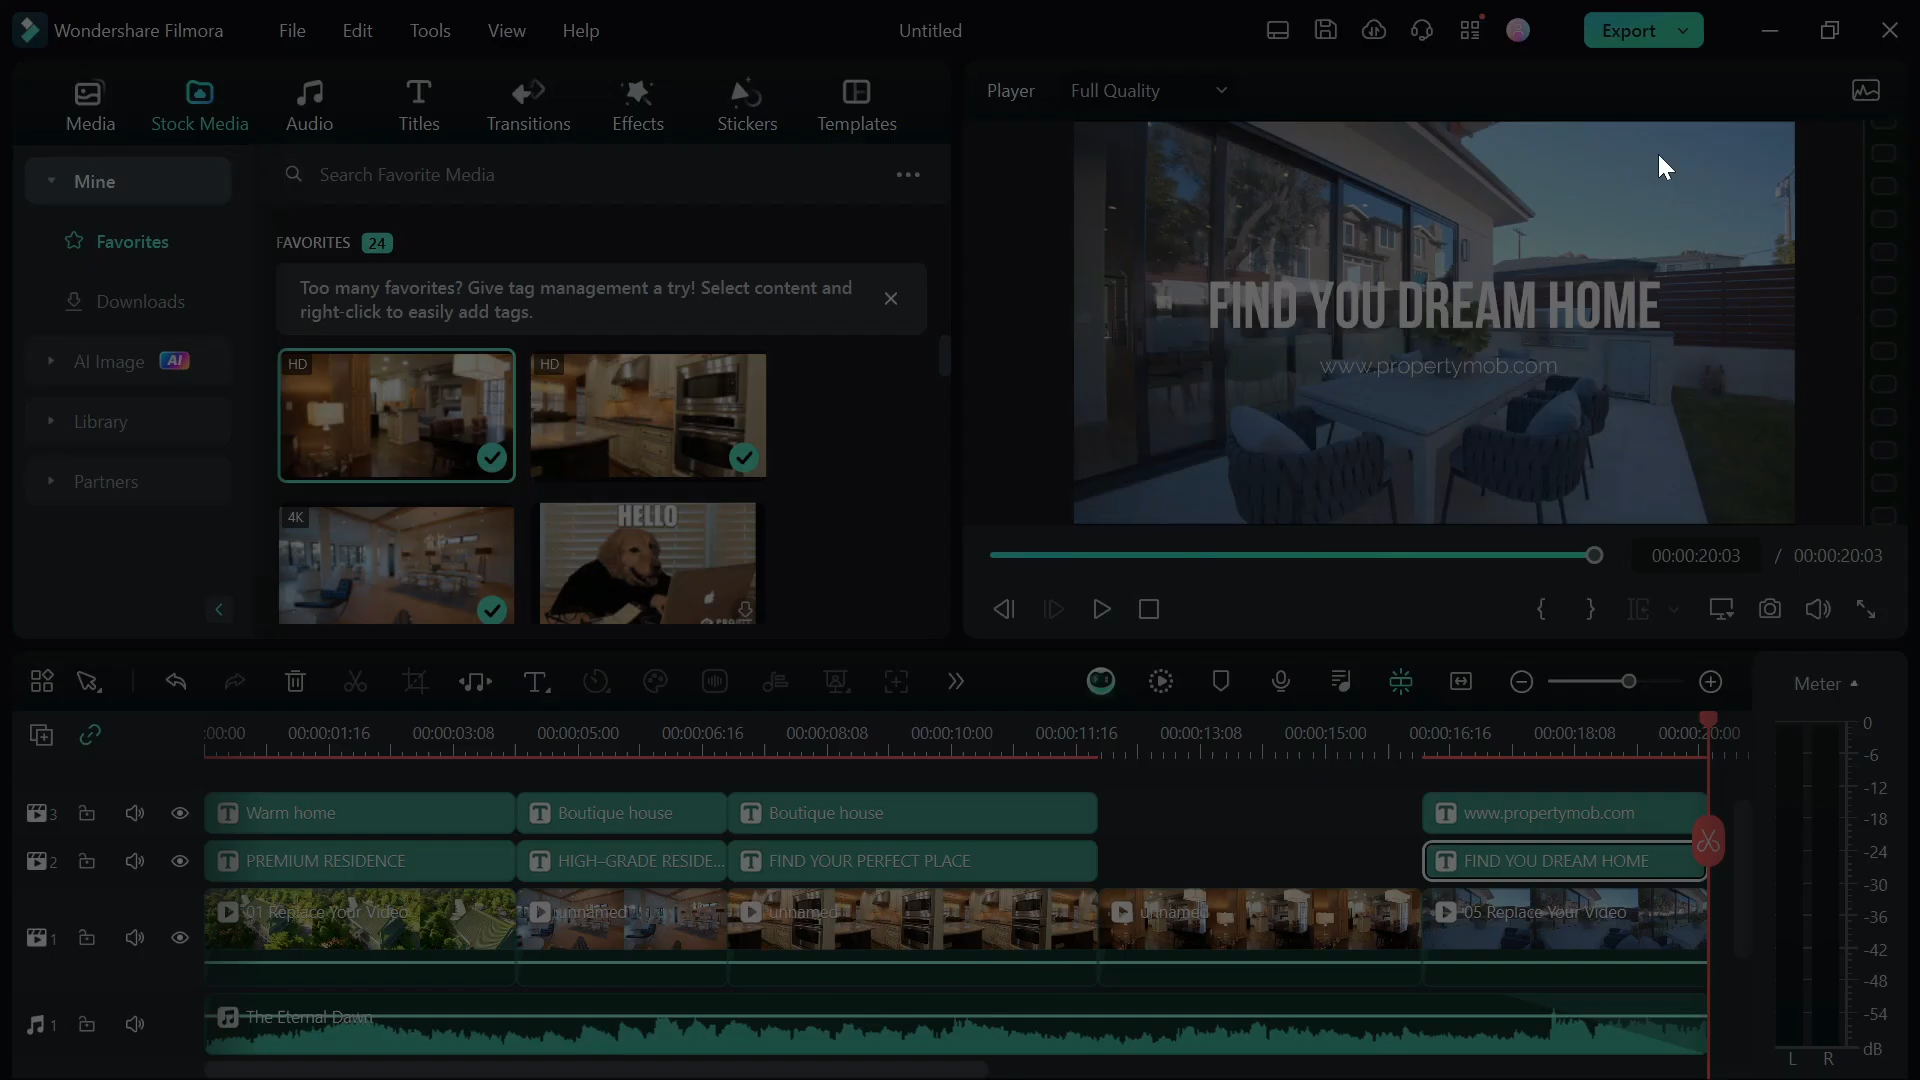 Wondershare Filmora
File
Edit
Tools
View
Help
Untitled
Export
Media
Stock Media
Audio
Titles
Transitions
Effects
Stickers
Templates
Player
Full Quality
Mine
Search Favorite Media
Favorites
Downloads
AI Image AI
Library
Partners
FAVORITES 24
Too many favorites? Give tag management a try! Select content and
right-click to easily add tags.
HD
HD
4K
HELLO
FIND YOU DREAM HOME
www.propertymob.com
00:00:20:03 / 00:00:20:03
Meter
:00:00
00:00:01:16
00:00:03:08
00:00:05:00
00:00:06:16
00:00:08:08
00:00:10:00
00:00:11:16
00:00:13:08
00:00:15:00
00:00:16:16
00:00:18:08
00:00:20:00
3
Warm home
Boutique house
Boutique house
www.propertymob.com
2
PREMIUM RESIDENCE
HIGH–GRADE RESIDE...
FIND YOUR PERFECT PLACE
FIND YOU DREAM HOME
1
01 Replace Your Video
unnamed
unnamed
unnamed
05 Replace Your Video
1
The Eternal Dawn
0
-6
-12
-18
-24
-30
-36
-42
-48
-54
dB
L
R